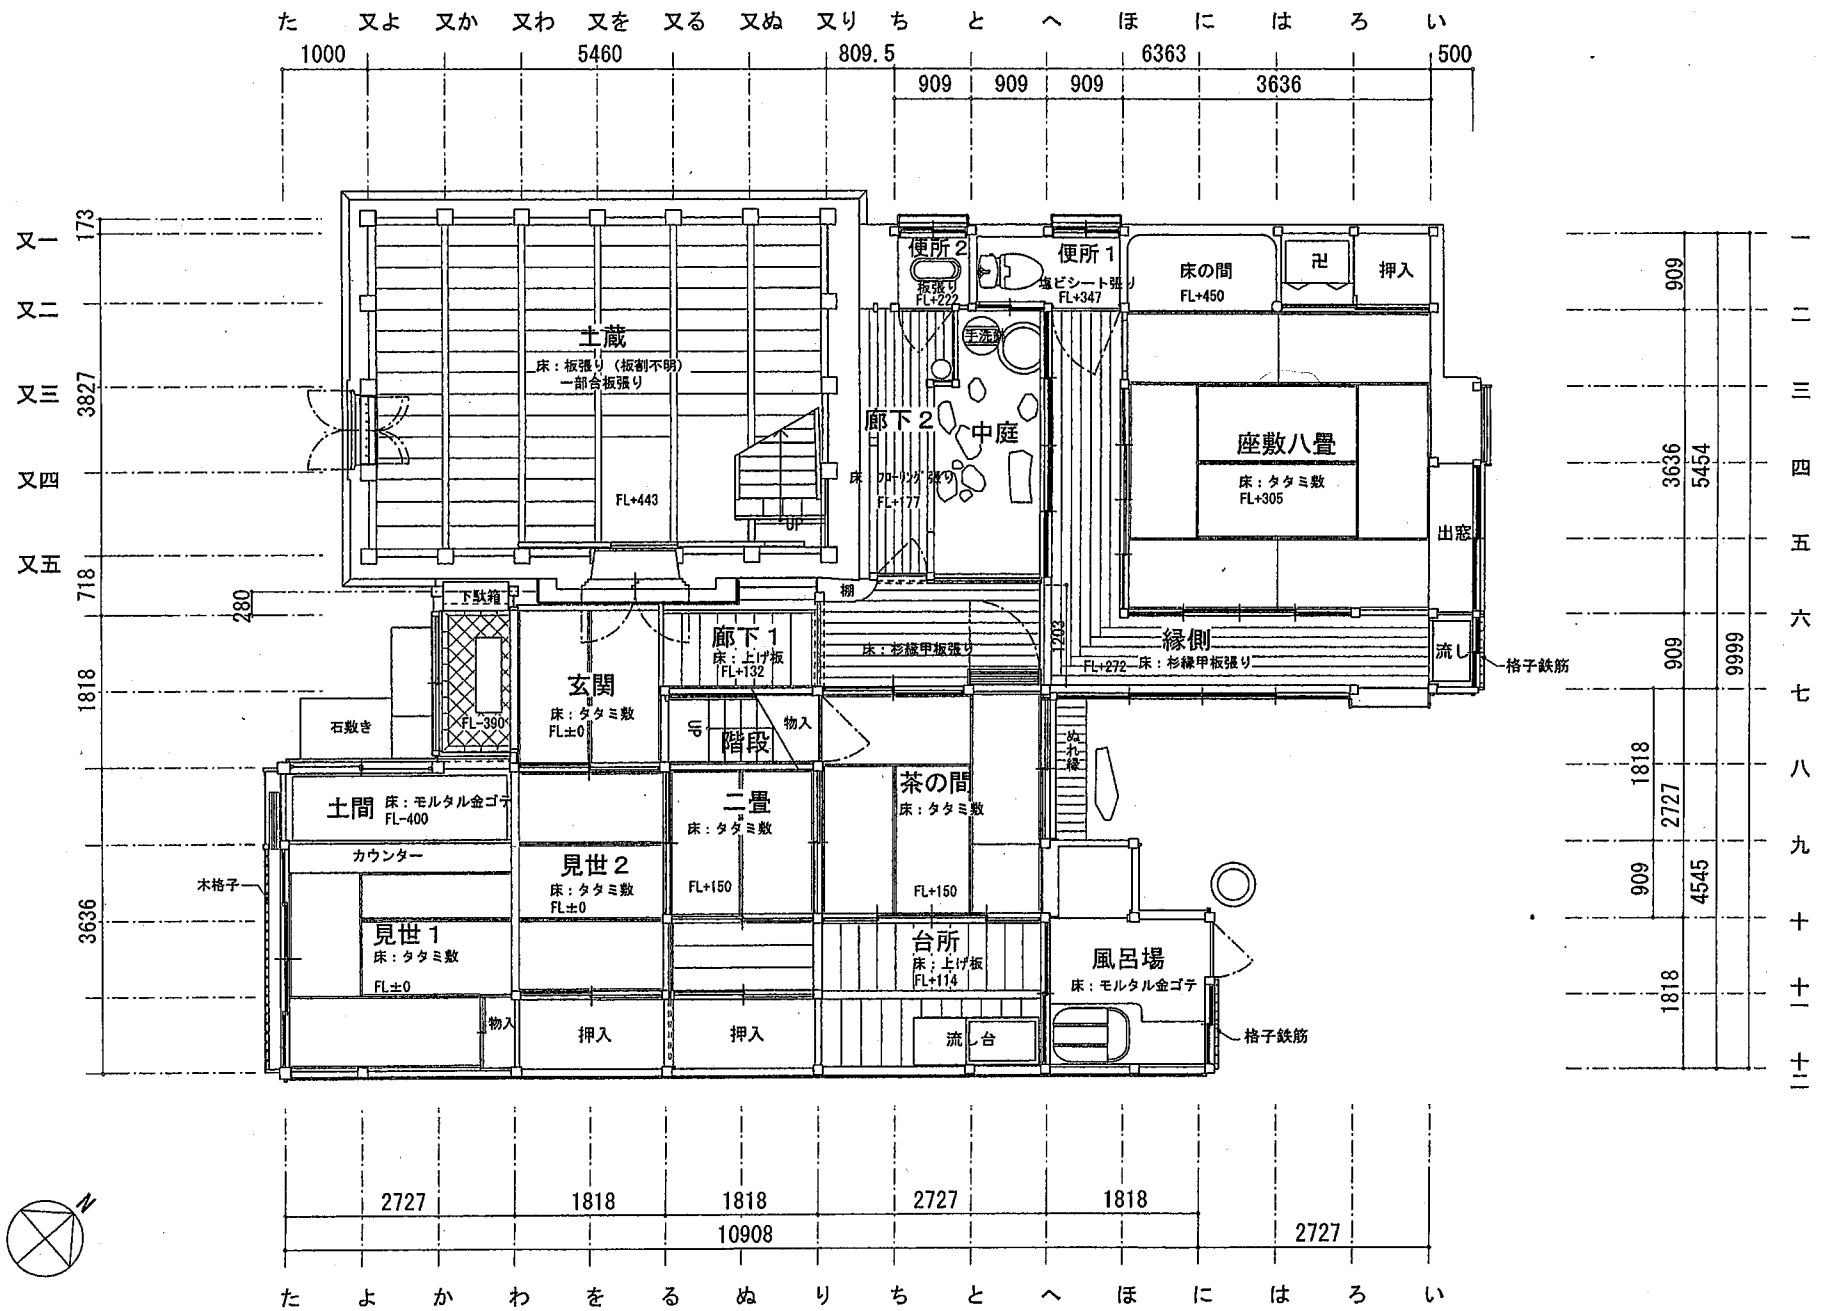 た 又よ 又か 又わ 又を 又る 又ぬ 又り ち と へ ほ に は ろ い
1000 5460 809.5 6363 500
909 909 909 3636
又一
又二
又三
又四
又五
173
3827
718
280
1818
3636
一
二
三
四
五
六
七
八
九
十
十一
十二
909
3636
5454
909
9999
1818
2727
909
4545
1818
便所2
板張り
FL+222
便所1
塩ビシート張り
FL+347
床の間
FL+450
卍
押入
土蔵
床:板張り(板割不明)
一部合板張り
FL+443
UP
手洗鉢
廊下2
床:フローリング張り
FL+177
中庭
座敷八畳
床:タタミ敷
FL+305
出窓
棚
下駄箱
廊下1
床:上げ板
FL+132
床:杉縁甲板張り
1203
縁側
FL+272 床:杉縁甲板張り
流し
格子鉄筋
玄関
床:タタミ敷
FL±0
FL-390
石敷き
UP
階段
物入
ぬれ縁
土間
床:モルタル金ゴテ
FL-400
カウンター
木格子
二畳
床:タタミ敷
FL+150
茶の間
床:タタミ敷
FL+150
見世2
床:タタミ敷
FL±0
見世1
床:タタミ敷
FL±0
台所
床:上げ板
FL+114
風呂場
床:モルタル金ゴテ
物入
押入
押入
流し台
格子鉄筋
N
2727 1818 1818 2727 1818
10908 2727
た よ か わ を る ぬ り ち と へ ほ に は ろ い